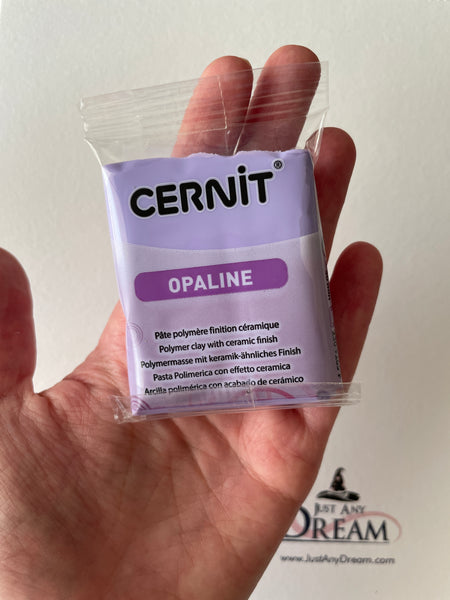 CERNiT®
OPALINE
Pâte polymère finition céramique
Polymer clay with ceramic finish
Polymermasse mit keramik-ähnliches Finish
Pasta Polimerica con effetto ceramica
Arcilla polimérica con acabado de cerámico
JUST ANY
DREAM
www.JustAnyDream.com